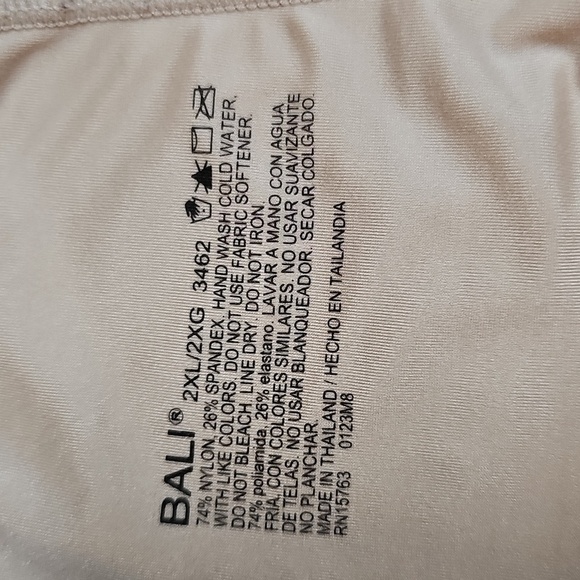 BALI® 2XL/2XG 3462
74% NYLON, 26% SPANDEX. HAND WASH COLD WATER,
WITH LIKE COLORS. DO NOT USE FABRIC SOFTENER.
DO NOT BLEACH. LINE DRY. DO NOT IRON.
74% poliamida, 26% elastano. LAVAR A MANO CON AGUA
FRIA, CON COLORES SIMILARES. NO USAR SUAVIZANTE
DE TELAS. NO USAR BLANQUEADOR. SECAR COLGADO.
NO PLANCHAR.
MADE IN THAILAND / HECHO EN TAILANDIA
RN15763 0123M8